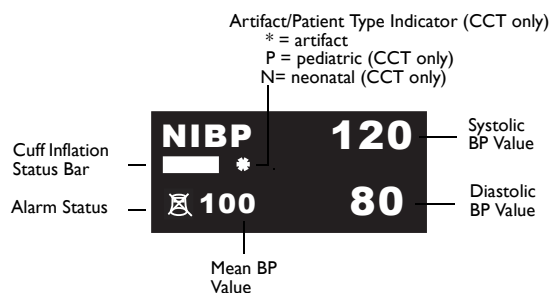 Artifact/Patient Type Indicator (CCT only)
* = artifact
P = pediatric (CCT only)
N= neonatal (CCT only)
NIBP 120
*
100 80
Cuff Inflation
Status Bar
Alarm Status
Systolic
BP Value
Diastolic
BP Value
Mean BP
Value